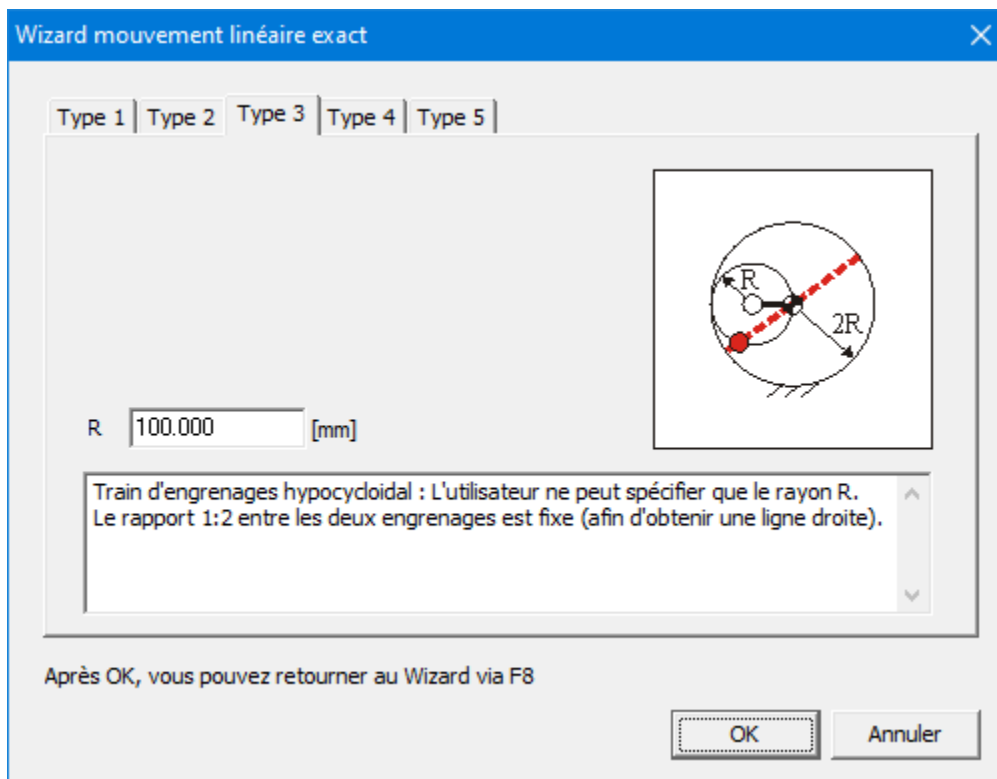 Wizard mouvement linéaire exact
Type 1 Type 2 Type 3 Type 4 Type 5
R
2R
R 100.000 [mm]
Train d'engrenages hypocycloidal : L'utilisateur ne peut spécifier que le rayon R.
Le rapport 1:2 entre les deux engrenages est fixe (afin d'obtenir une ligne droite).
Après OK, vous pouvez retourner au Wizard via F8
OK Annuler